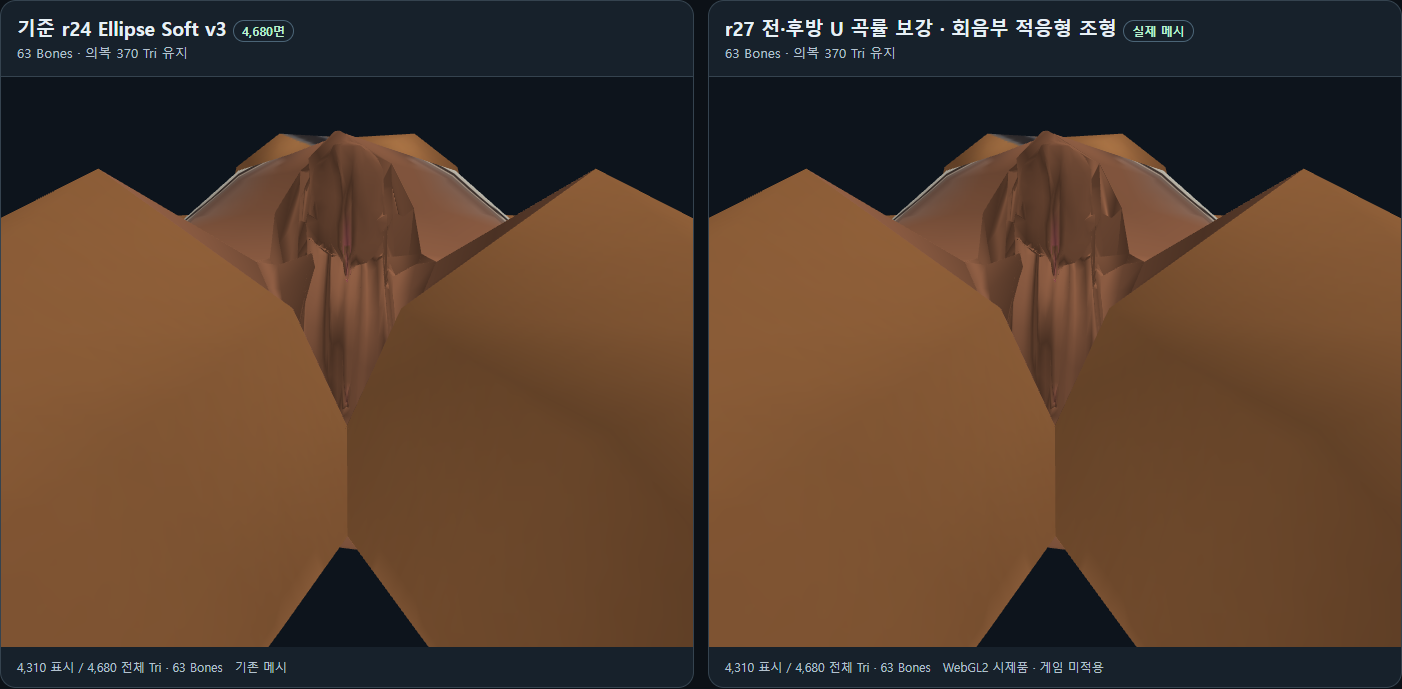 기준 r24 Ellipse Soft v3 4,680면
63 Bones · 의복 370 Tri 유지
r27 전·후방 U 곡률 보강 · 회음부 적응형 조형 실제 메시
63 Bones · 의복 370 Tri 유지
4,310 표시 / 4,680 전체 Tri · 63 Bones 기존 메시
4,310 표시 / 4,680 전체 Tri · 63 Bones WebGL2 시제품 · 게임 미적용